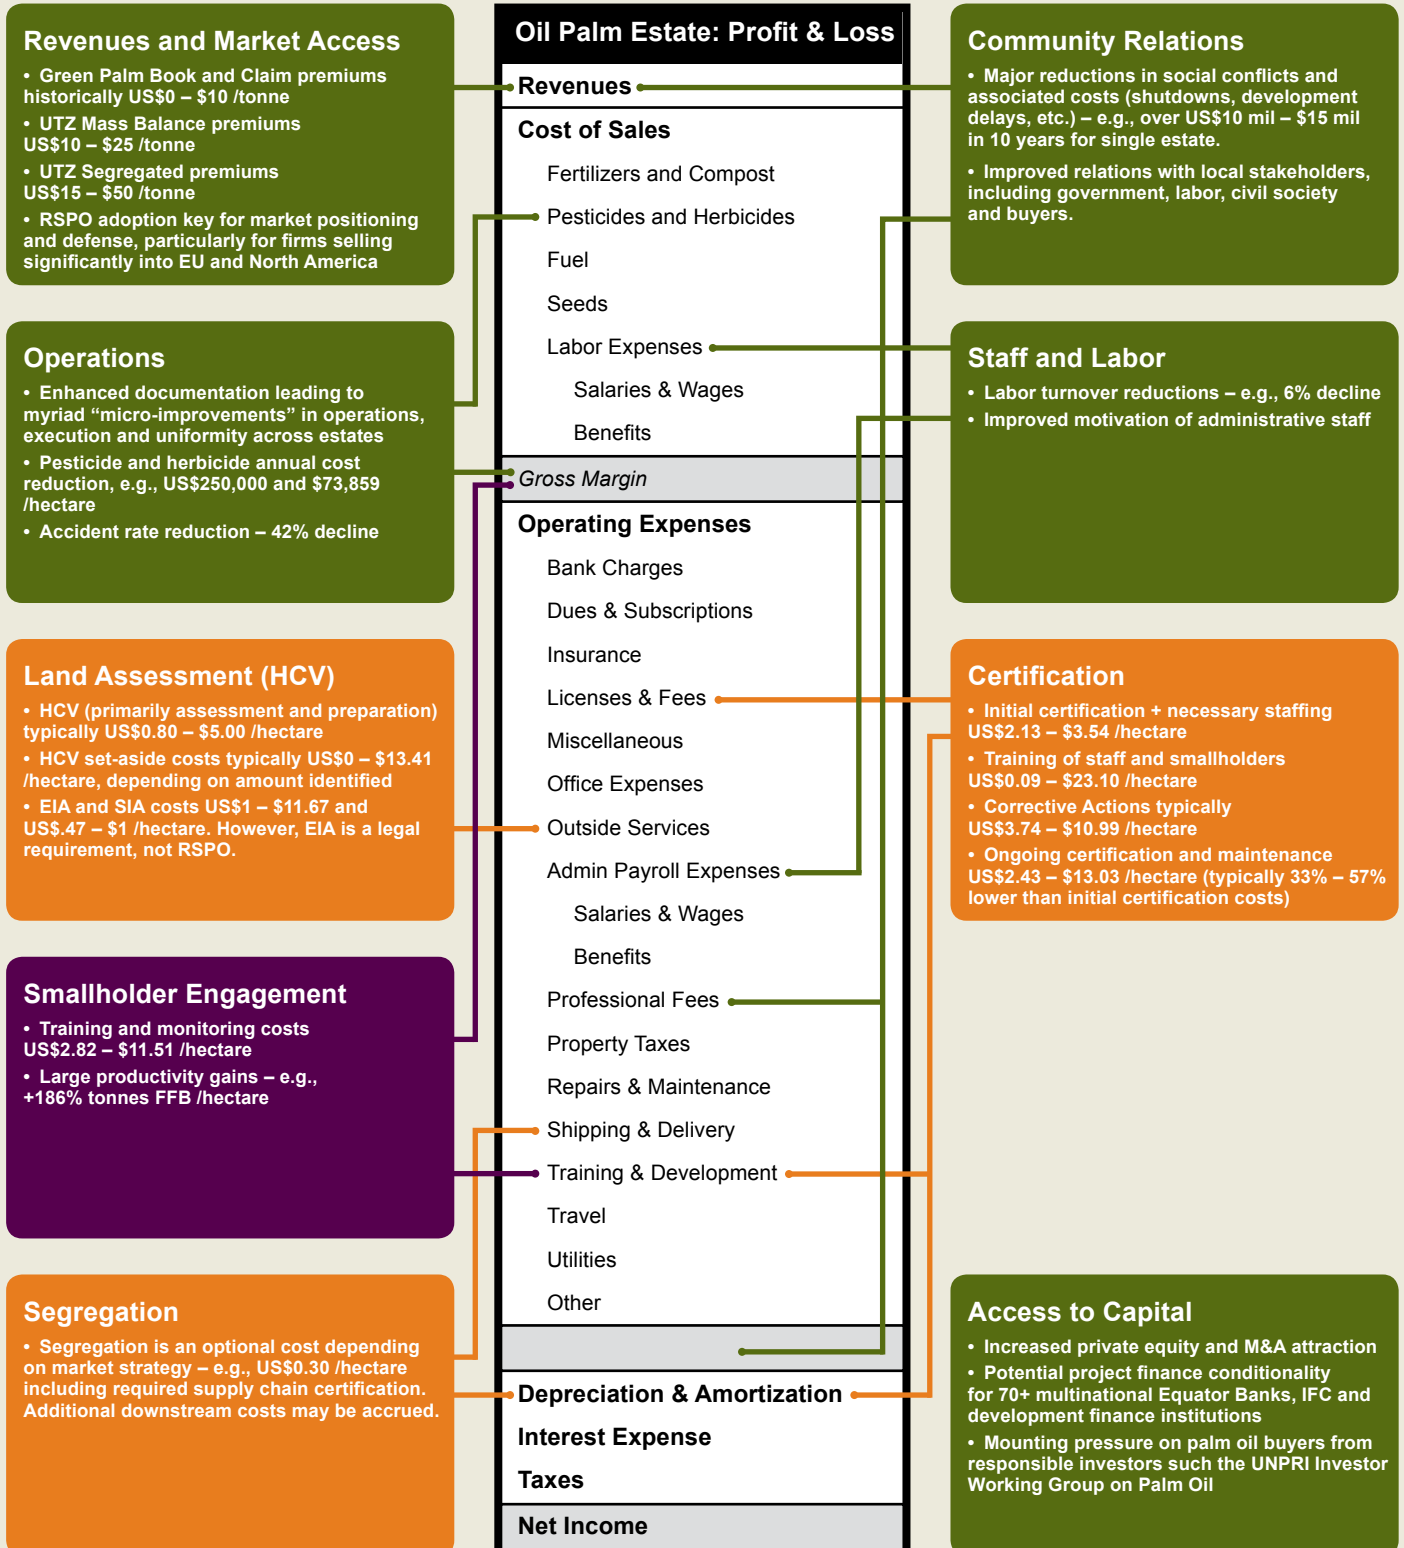 Revenues and Market Access
• Green Palm Book and Claim premiums
historically US$0 – $10 /tonne
• UTZ Mass Balance premiums
US$10 – $25 /tonne
• UTZ Segregated premiums
US$15 – $50 /tonne
• RSPO adoption key for market positioning
and defense, particularly for firms selling
significantly into EU and North America
Operations
• Enhanced documentation leading to
myriad “micro-improvements” in operations,
execution and uniformity across estates
• Pesticide and herbicide annual cost
reduction, e.g., US$250,000 and $73,859
/hectare
• Accident rate reduction – 42% decline
Land Assessment (HCV)
• HCV (primarily assessment and preparation)
typically US$0.80 – $5.00 /hectare
• HCV set-aside costs typically US$0 – $13.41
/hectare, depending on amount identified
• EIA and SIA costs US$1 – $11.67 and
US$.47 – $1 /hectare. However, EIA is a legal
requirement, not RSPO.
Smallholder Engagement
• Training and monitoring costs
US$2.82 – $11.51 /hectare
• Large productivity gains – e.g.,
+186% tonnes FFB /hectare
Segregation
• Segregation is an optional cost depending
on market strategy – e.g., US$0.30 /hectare
including required supply chain certification.
Additional downstream costs may be accrued.
Oil Palm Estate: Profit & Loss
Revenues
Cost of Sales
Fertilizers and Compost
Pesticides and Herbicides
Fuel
Seeds
Labor Expenses
Salaries & Wages
Benefits
Gross Margin
Operating Expenses
Bank Charges
Dues & Subscriptions
Insurance
Licenses & Fees
Miscellaneous
Office Expenses
Outside Services
Admin Payroll Expenses
Salaries & Wages
Benefits
Professional Fees
Property Taxes
Repairs & Maintenance
Shipping & Delivery
Training & Development
Travel
Utilities
Other
Depreciation & Amortization
Interest Expense
Taxes
Net Income
Community Relations
• Major reductions in social conflicts and
associated costs (shutdowns, development
delays, etc.) – e.g., over US$10 mil – $15 mil
in 10 years for single estate.
• Improved relations with local stakeholders,
including government, labor, civil society
and buyers.
Staff and Labor
• Labor turnover reductions – e.g., 6% decline
• Improved motivation of administrative staff
Certification
• Initial certification + necessary staffing
US$2.13 – $3.54 /hectare
• Training of staff and smallholders
US$0.09 – $23.10 /hectare
• Corrective Actions typically
US$3.74 – $10.99 /hectare
• Ongoing certification and maintenance
US$2.43 – $13.03 /hectare (typically 33% – 57%
lower than initial certification costs)
Access to Capital
• Increased private equity and M&A attraction
• Potential project finance conditionality
for 70+ multinational Equator Banks, IFC and
development finance institutions
• Mounting pressure on palm oil buyers from
responsible investors such the UNPRI Investor
Working Group on Palm Oil